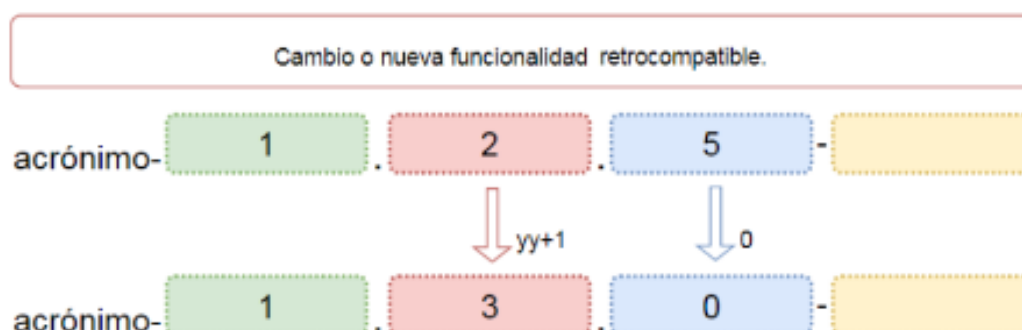 Cambio o nueva funcionalidad retrocompatible.
acrónimo- 1 . 2 . 5 -
yy+1 0
acrónimo- 1 . 3 . 0 -